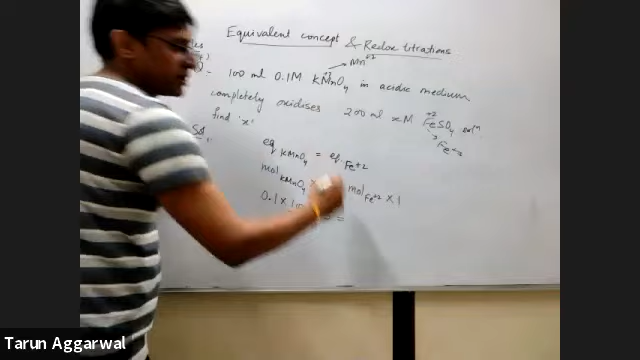 Equivalent concept & Redox titrations
Mn+2
100 ml 0.1M KMnO4 in acidic medium
completely oxidises 200 ml xM FeSO4 soln
+2
find 'x'
Fe+3
Sol
eq KMnO4 = eq. Fe+2
mol KMnO4 × mol Fe+2 × 1
0.1 ×
=
Tarun Aggarwal